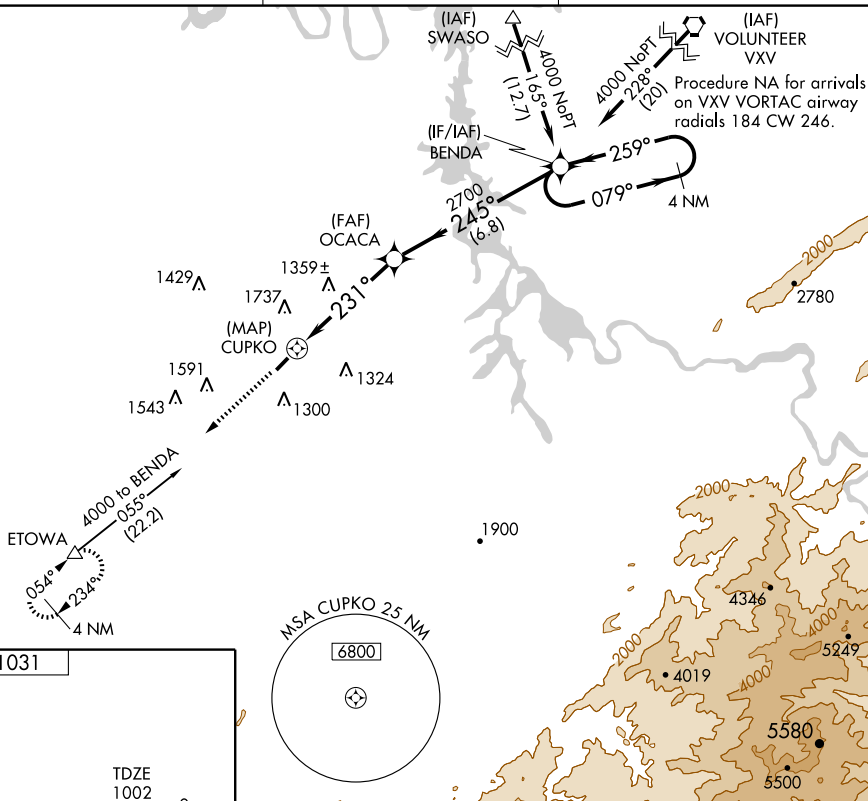 (IAF)
SWASO
(IAF)
VOLUNTEER
VXV
4000 NoPT
165°
(12.7)
4000 NoPT
228°
(20)
Procedure NA for arrivals
on VXV VORTAC airway
radials 184 CW 246.
(IF/IAF)
BENDA
259°
079°
4 NM
2700
245°
(6.8)
(FAF)
OCACA
2000
2780
1429
1359±
1737
231°
(MAP)
CUPKO
1591
1324
1543
1300
4000 to BENDA
055°
(22.2)
ETOWA
054°
234°
4 NM
1900
2000
4346
4000
5249
2000
4019
4000
5580
5500
MSA CUPKO 25 NM
6800
1031
TDZE
1002